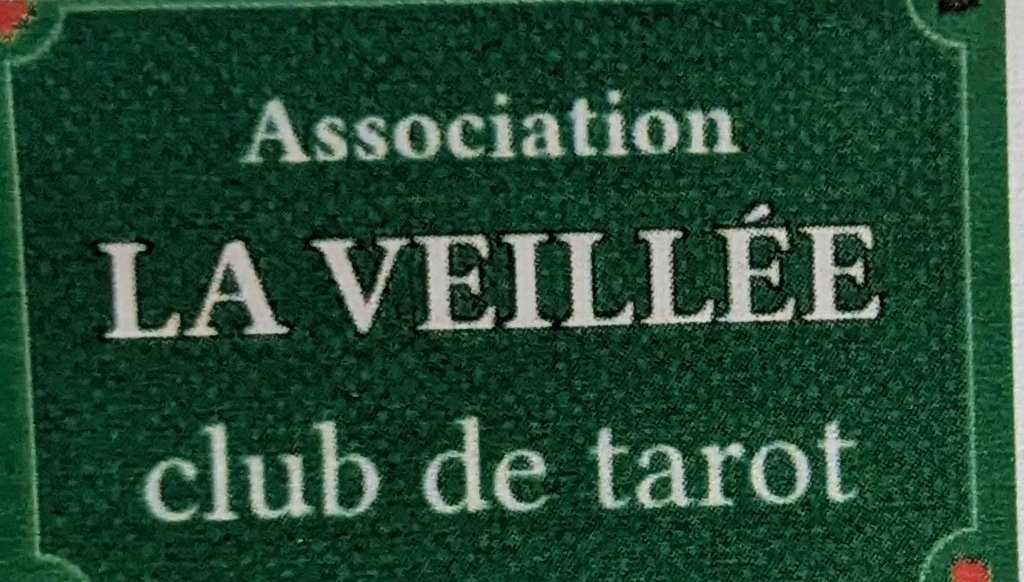 Association
LA VEILLÉE
club de tarot